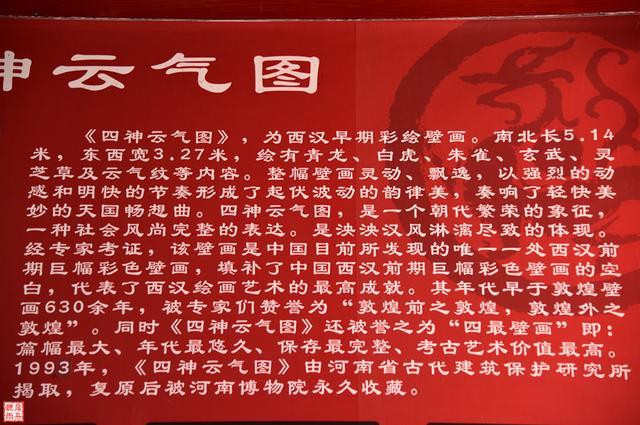 神云气图
《四神云气图》，为西汉早期彩绘壁画。南北长5.14
米，东西宽3.27米，绘有青龙、白虎、朱雀、玄武、灵
芝草及云气纹等内容。整幅壁画灵动、飘逸，以强烈的动
感和明快的节奏形成了起伏波动的韵律美，奏响了轻快美
妙的天国畅想曲。四神云气图，是一个朝代繁荣的象征，
一种社会风尚完整的表达。是泱泱汉风淋漓尽致的体现。
经专家考证，该壁画是中国目前所发现的唯一一处西汉前
期巨幅彩色壁画，填补了中国西汉前期巨幅彩色壁画的空
白，代表了西汉绘画艺术的最高成就。其年代早于敦煌壁
画630余年，被专家们赞誉为“敦煌前之敦煌，敦煌外之
敦煌”。同时《四神云气图》还被誉之为“四最壁画”即：
篇幅最大、年代最悠久、保存最完整、考古艺术价值最高。
1993年，《四神云气图》由河南省古代建筑保护研究所
揭取，复原后被河南博物院永久收藏。